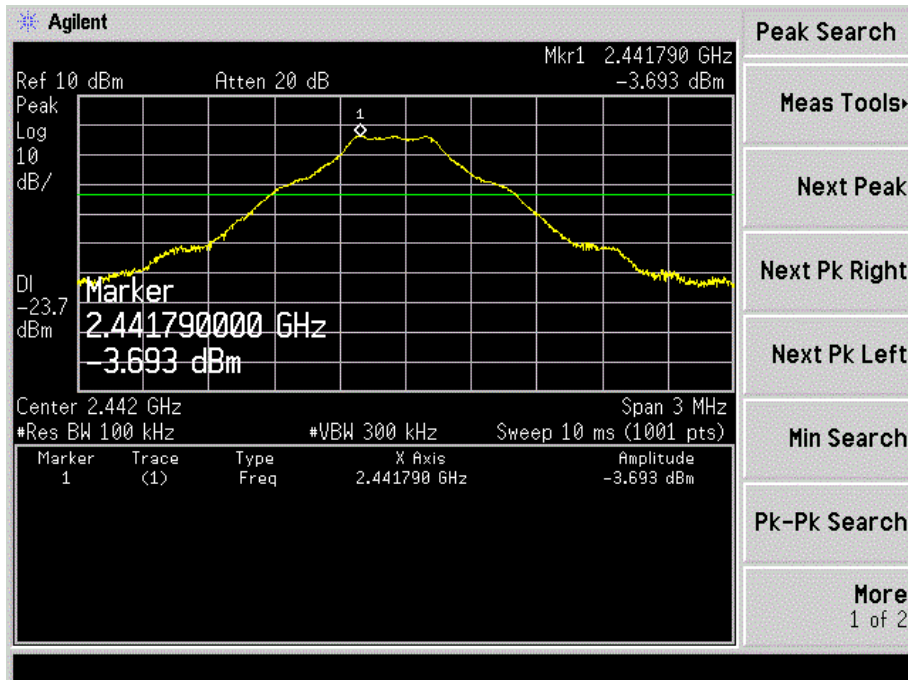 Agilent
Mkr1 2.441790 GHz
Ref 10 dBm Atten 20 dB -3.693 dBm
Peak
Log
10
dB/
1
DI
-23.7
dBm
Marker
2.441790000 GHz
-3.693 dBm
Center 2.442 GHz Span 3 MHz
#Res BW 100 kHz #VBW 300 kHz Sweep 10 ms (1001 pts)
Marker Trace Type X Axis Amplitude
1 (1) Freq 2.441790 GHz -3.693 dBm
Peak Search
Meas Tools
Next Peak
Next Pk Right
Next Pk Left
Min Search
Pk-Pk Search
More
1 of 2